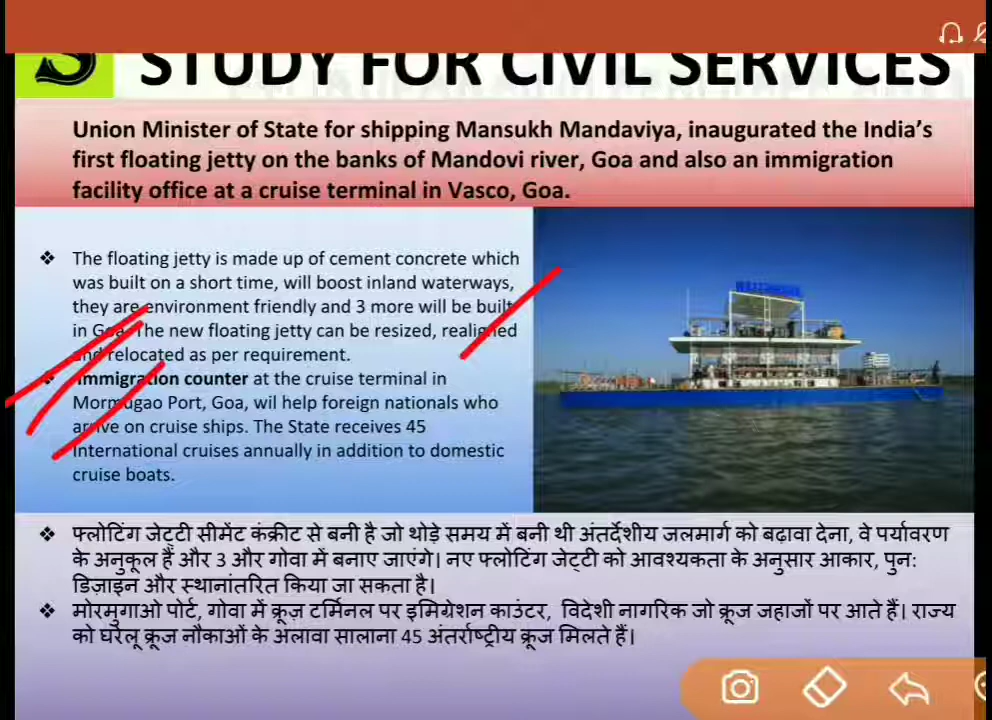 STUDY FOR CIVIL SERVICES
Union Minister of State for shipping Mansukh Mandaviya, inaugurated the India's
first floating jetty on the banks of Mandovi river, Goa and also an immigration
facility office at a cruise terminal in Vasco, Goa.
❖ The floating jetty is made up of cement concrete which
was built on a short time, will boost inland waterways,
they are environment friendly and 3 more will be built
in Goa. The new floating jetty can be resized, realigned
and relocated as per requirement.
❖ Immigration counter at the cruise terminal in
Mormugao Port, Goa, wil help foreign nationals who
arrive on cruise ships. The State receives 45
International cruises annually in addition to domestic
cruise boats.
❖ फ्लोटिंग जेट्टी सीमेंट कंक्रीट से बनी है जो थोड़े समय में बनी थी अंतर्देशीय जलमार्ग को बढ़ावा देना, वे पर्यावरण
के अनुकूल हैं और 3 और गोवा में बनाए जाएंगे। नए फ्लोटिंग जेट्टी को आवश्यकता के अनुसार आकार, पुन:
डिज़ाइन और स्थानांतरित किया जा सकता है।
❖ मोरमुगाओ पोर्ट, गोवा में क्रूज़ टर्मिनल पर इमिग्रेशन काउंटर, विदेशी नागरिक जो क्रूज जहाजों पर आते हैं। राज्य
को घरेलू क्रूज नौकाओं के अलावा सालाना 45 अंतर्राष्ट्रीय क्रूज मिलते हैं।